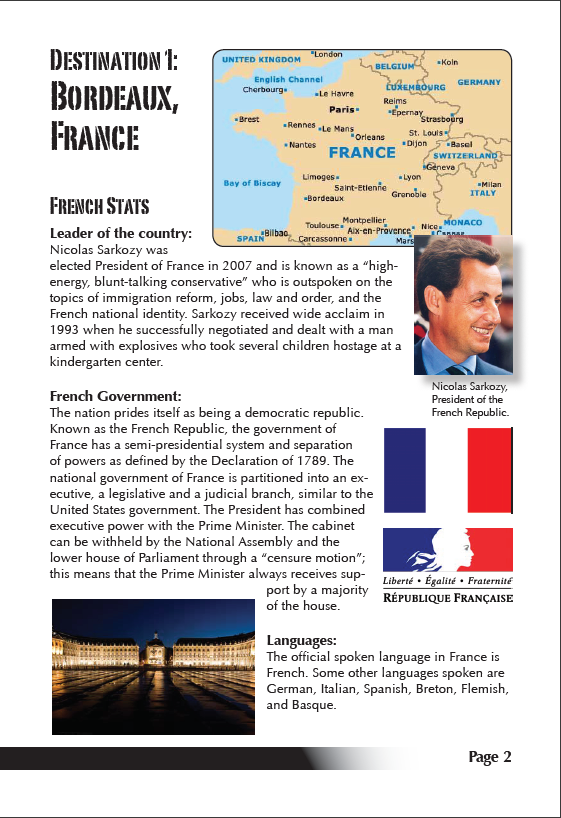 DESTINATION 1:
BORDEAUX,
FRANCE
London
UNITED KINGDOM
BELGIUM
Koln
English Channel
GERMANY
Cherbourg
LUXEMBOURG
Le Havre
Reims
Paris
Epernay
Brest
Strasbourg
Rennes
Le Mans
Orleans
St. Louis
Nantes
Dijon
Basel
FRANCE
SWITZERLAND
Geneva
Bay of Biscay
Limoges
Lyon
Saint-Etienne
Milan
Grenoble
ITALY
Bordeaux
Montpellier
MONACO
Toulouse
Aix-en-Provence
Nice
SPAIN
Bilbao
Carcassonne
Mars
FRENCH STATS
Leader of the country:
Nicolas Sarkozy was
elected President of France in 2007 and is known as a “high-
energy, blunt-talking conservative” who is outspoken on the
topics of immigration reform, jobs, law and order, and the
French national identity. Sarkozy received wide acclaim in
1993 when he successfully negotiated and dealt with a man
armed with explosives who took several children hostage at a
kindergarten center.
Nicolas Sarkozy,
President of the
French Republic.
French Government:
The nation prides itself as being a democratic republic.
Known as the French Republic, the government of
France has a semi-presidential system and separation
of powers as defined by the Declaration of 1789. The
national government of France is partitioned into an ex-
ecutive, a legislative and a judicial branch, similar to the
United States government. The President has combined
executive power with the Prime Minister. The cabinet
can be withheld by the National Assembly and the
lower house of Parliament through a “censure motion”;
this means that the Prime Minister always receives sup-
port by a majority
of the house.
Liberté • Égalité • Fraternité
RÉPUBLIQUE FRANÇAISE
Languages:
The official spoken language in France is
French. Some other languages spoken are
German, Italian, Spanish, Breton, Flemish,
and Basque.
Page 2